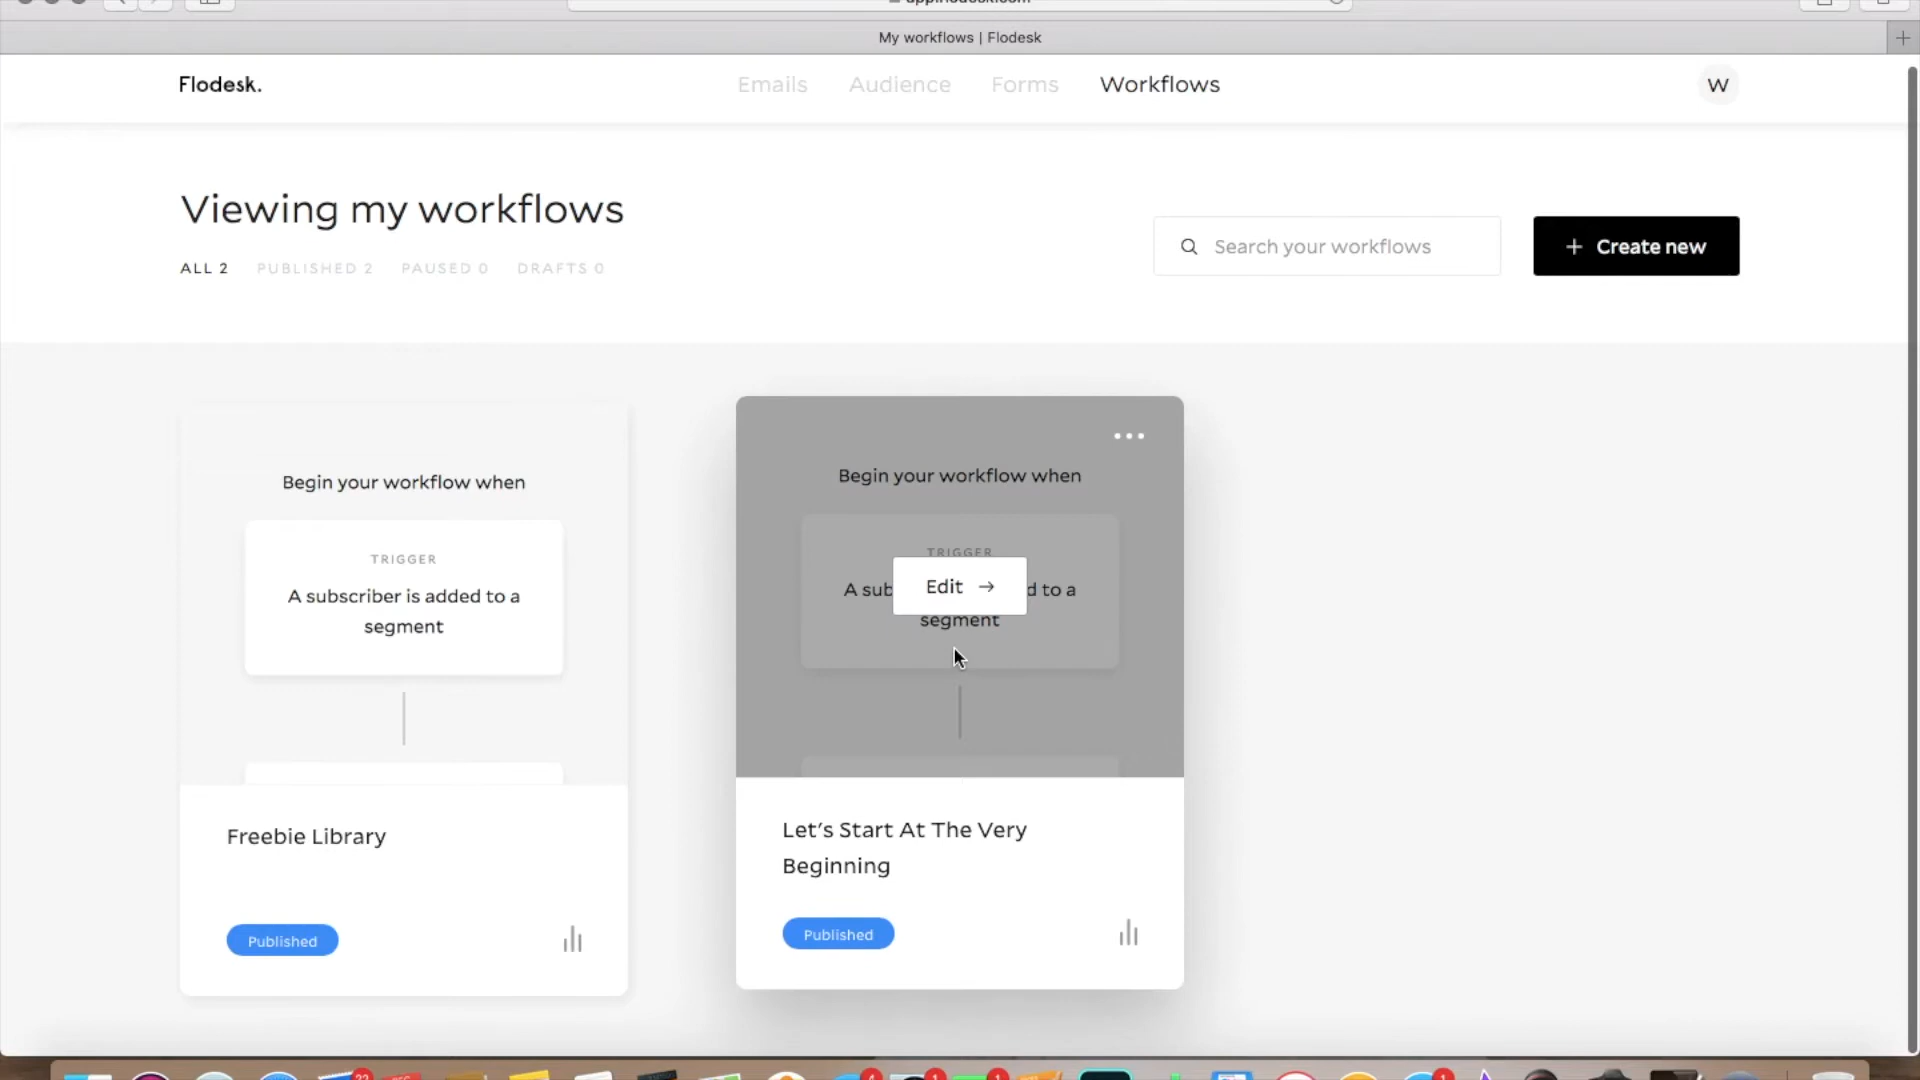 My workflows | Flodesk
Flodesk.
Emails Audience Forms Workflows
W
Viewing my workflows
ALL 2 PUBLISHED 2 PAUSED 0 DRAFTS 0
Search your workflows
+ Create new
Begin your workflow when
TRIGGER
A subscriber is added to a
segment
Freebie Library
Published
Begin your workflow when
TRIGGER
A sub d to a
Edit →
segment
Let's Start At The Very
Beginning
Published